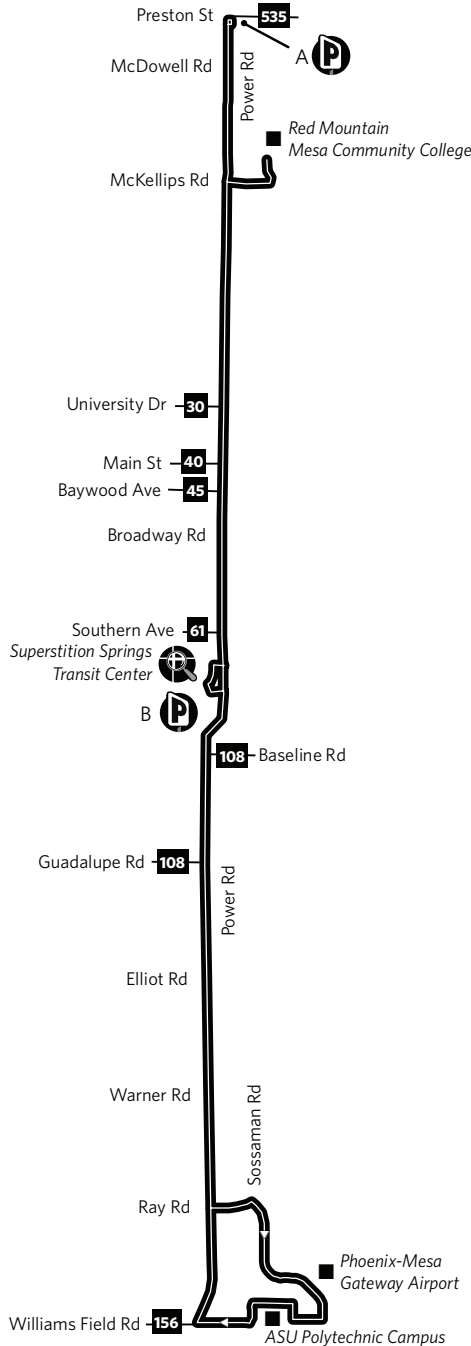 Preston St
535
McDowell Rd
Power Rd
A
P
Red Mountain
Mesa Community College
McKellips Rd
University Dr
30
Main St
40
Baywood Ave
45
Broadway Rd
Southern Ave
61
Superstition Springs
Transit Center
B
P
108
Baseline Rd
Guadalupe Rd
108
Power Rd
Elliot Rd
Warner Rd
Sossaman Rd
Ray Rd
Phoenix-Mesa
Gateway Airport
Williams Field Rd
156
ASU Polytechnic Campus